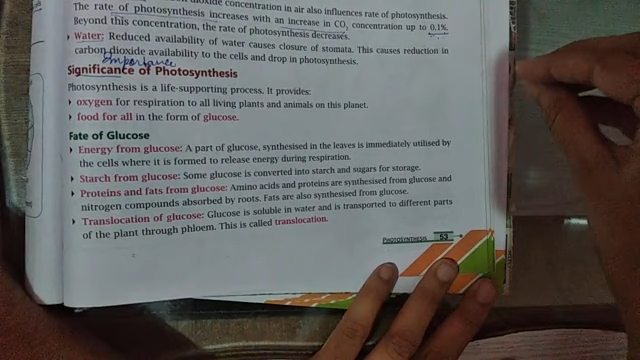 dioxide concentration in air also influences rate of photosynthesis.
The rate of photosynthesis increases with an increase in CO₂ concentration up to 0.1%.
Beyond this concentration, the rate of photosynthesis decreases.
Water: Reduced availability of water causes closure of stomata. This causes reduction in
carbon dioxide availability to the cells and drop in photosynthesis.
importance
Significance of Photosynthesis
Photosynthesis is a life-supporting process. It provides:
oxygen for respiration to all living plants and animals on this planet.
food for all in the form of glucose.
Fate of Glucose
Energy from glucose: A part of glucose, synthesised in the leaves is immediately utilised by
the cells where it is formed to release energy during respiration.
Starch from glucose: Some glucose is converted into starch and sugars for storage.
Proteins and fats from glucose: Amino acids and proteins are synthesised from glucose and
nitrogen compounds absorbed by roots. Fats are also synthesised from glucose.
Translocation of glucose: Glucose is soluble in water and is transported to different parts
of the plant through phloem. This is called translocation.
PHOTOSYNTHESIS 53